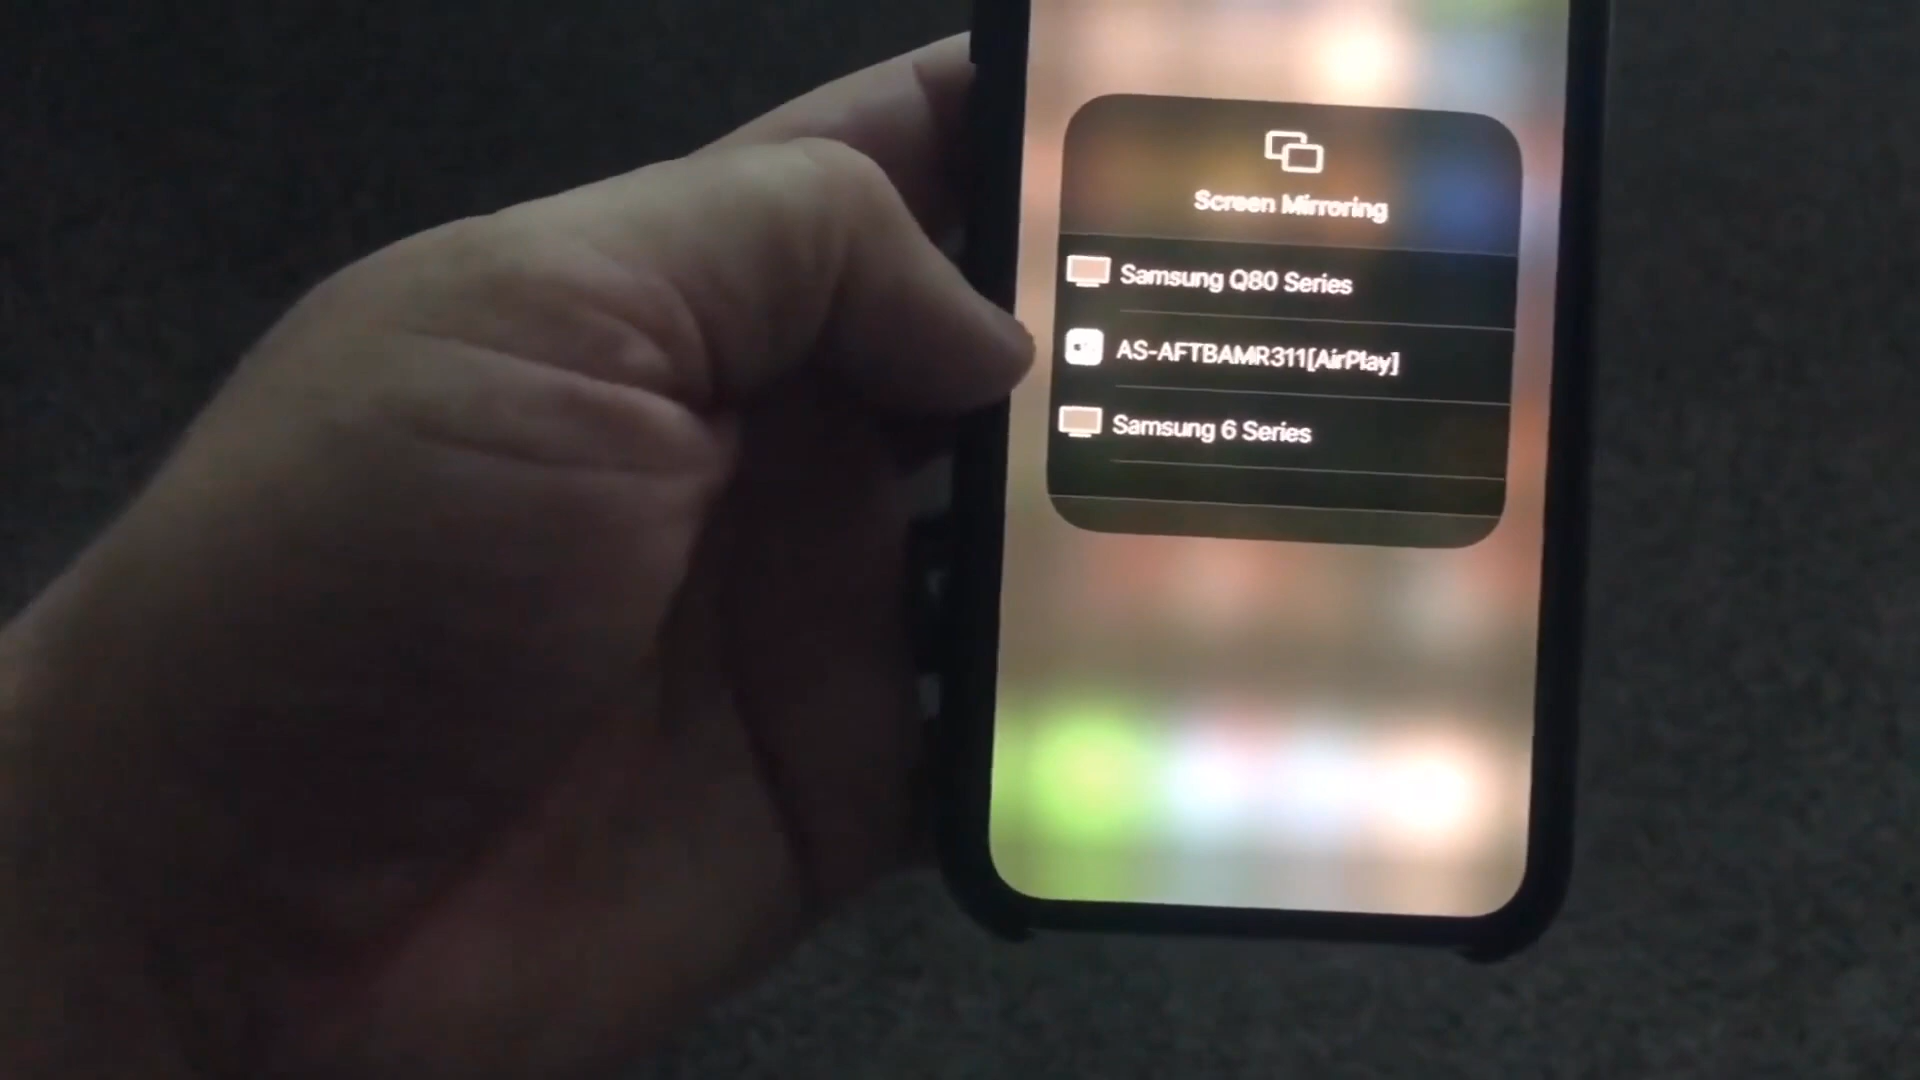 Screen Mirroring
Samsung Q80 Series
AS-AFTBAMR311[AirPlay]
Samsung 6 Series